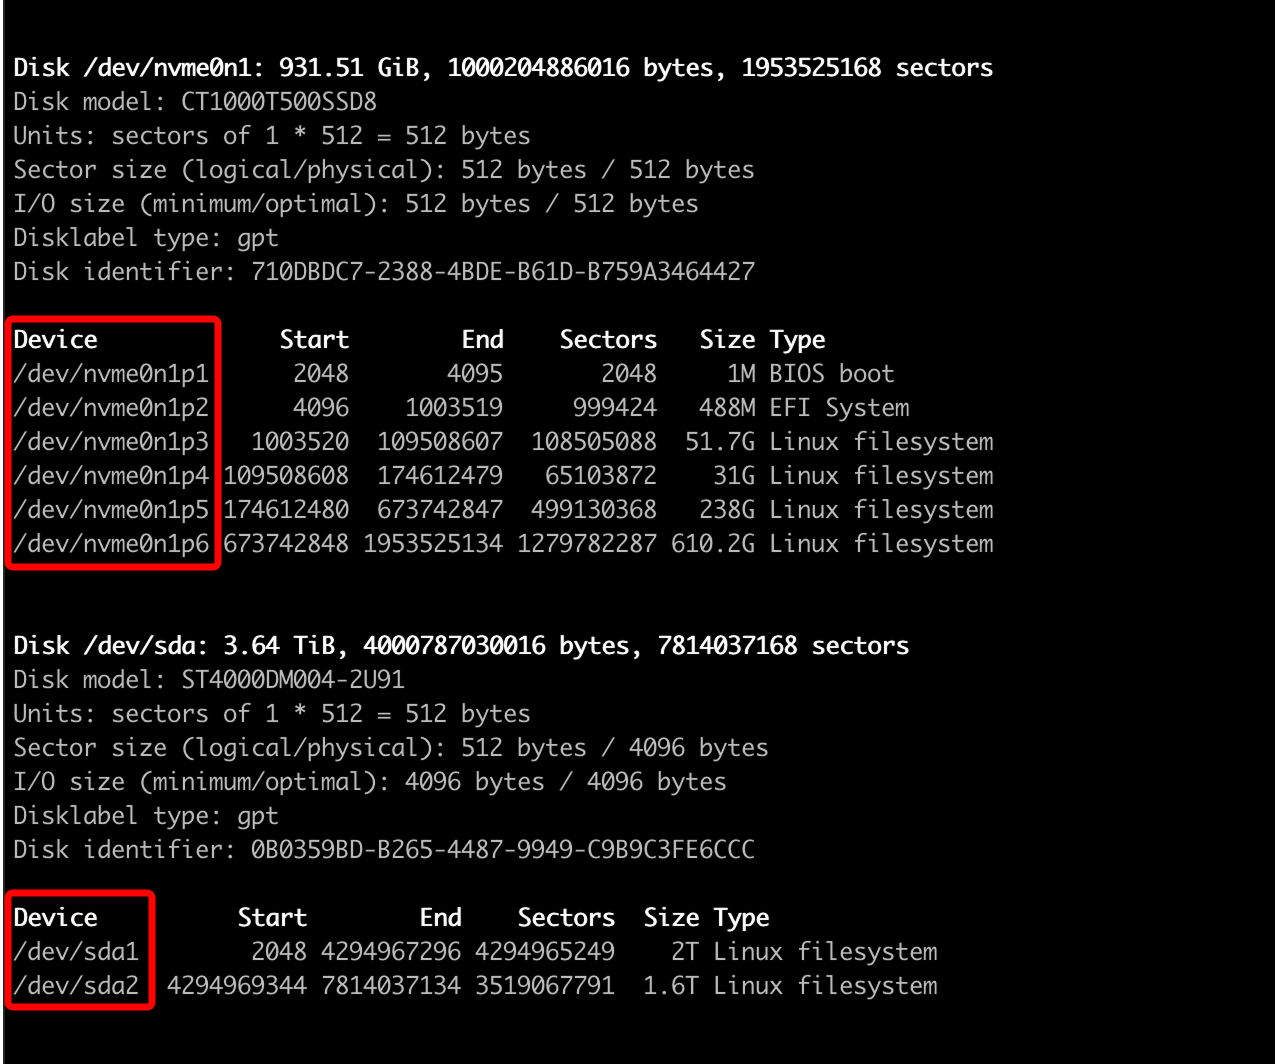 Disk /dev/nvme0n1: 931.51 GiB, 1000204886016 bytes, 1953525168 sectors
Disk model: CT1000T500SSD8
Units: sectors of 1 * 512 = 512 bytes
Sector size (logical/physical): 512 bytes / 512 bytes
I/O size (minimum/optimal): 512 bytes / 512 bytes
Disklabel type: gpt
Disk identifier: 710DBDC7-2388-4BDE-B61D-B759A3464427
Device Start End Sectors Size Type
/dev/nvme0n1p1 2048 4095 2048 1M BIOS boot
/dev/nvme0n1p2 4096 1003519 999424 488M EFI System
/dev/nvme0n1p3 1003520 109508607 108505088 51.7G Linux filesystem
/dev/nvme0n1p4 109508608 174612479 65103872 31G Linux filesystem
/dev/nvme0n1p5 174612480 673742847 499130368 238G Linux filesystem
/dev/nvme0n1p6 673742848 1953525134 1279782287 610.2G Linux filesystem
Disk /dev/sda: 3.64 TiB, 4000787030016 bytes, 7814037168 sectors
Disk model: ST4000DM004-2U91
Units: sectors of 1 * 512 = 512 bytes
Sector size (logical/physical): 512 bytes / 4096 bytes
I/O size (minimum/optimal): 4096 bytes / 4096 bytes
Disklabel type: gpt
Disk identifier: 0B0359BD-B265-4487-9949-C9B9C3FE6CCC
Device Start End Sectors Size Type
/dev/sda1 2048 4294967296 4294965249 2T Linux filesystem
/dev/sda2 4294969344 7814037134 3519067791 1.6T Linux filesystem